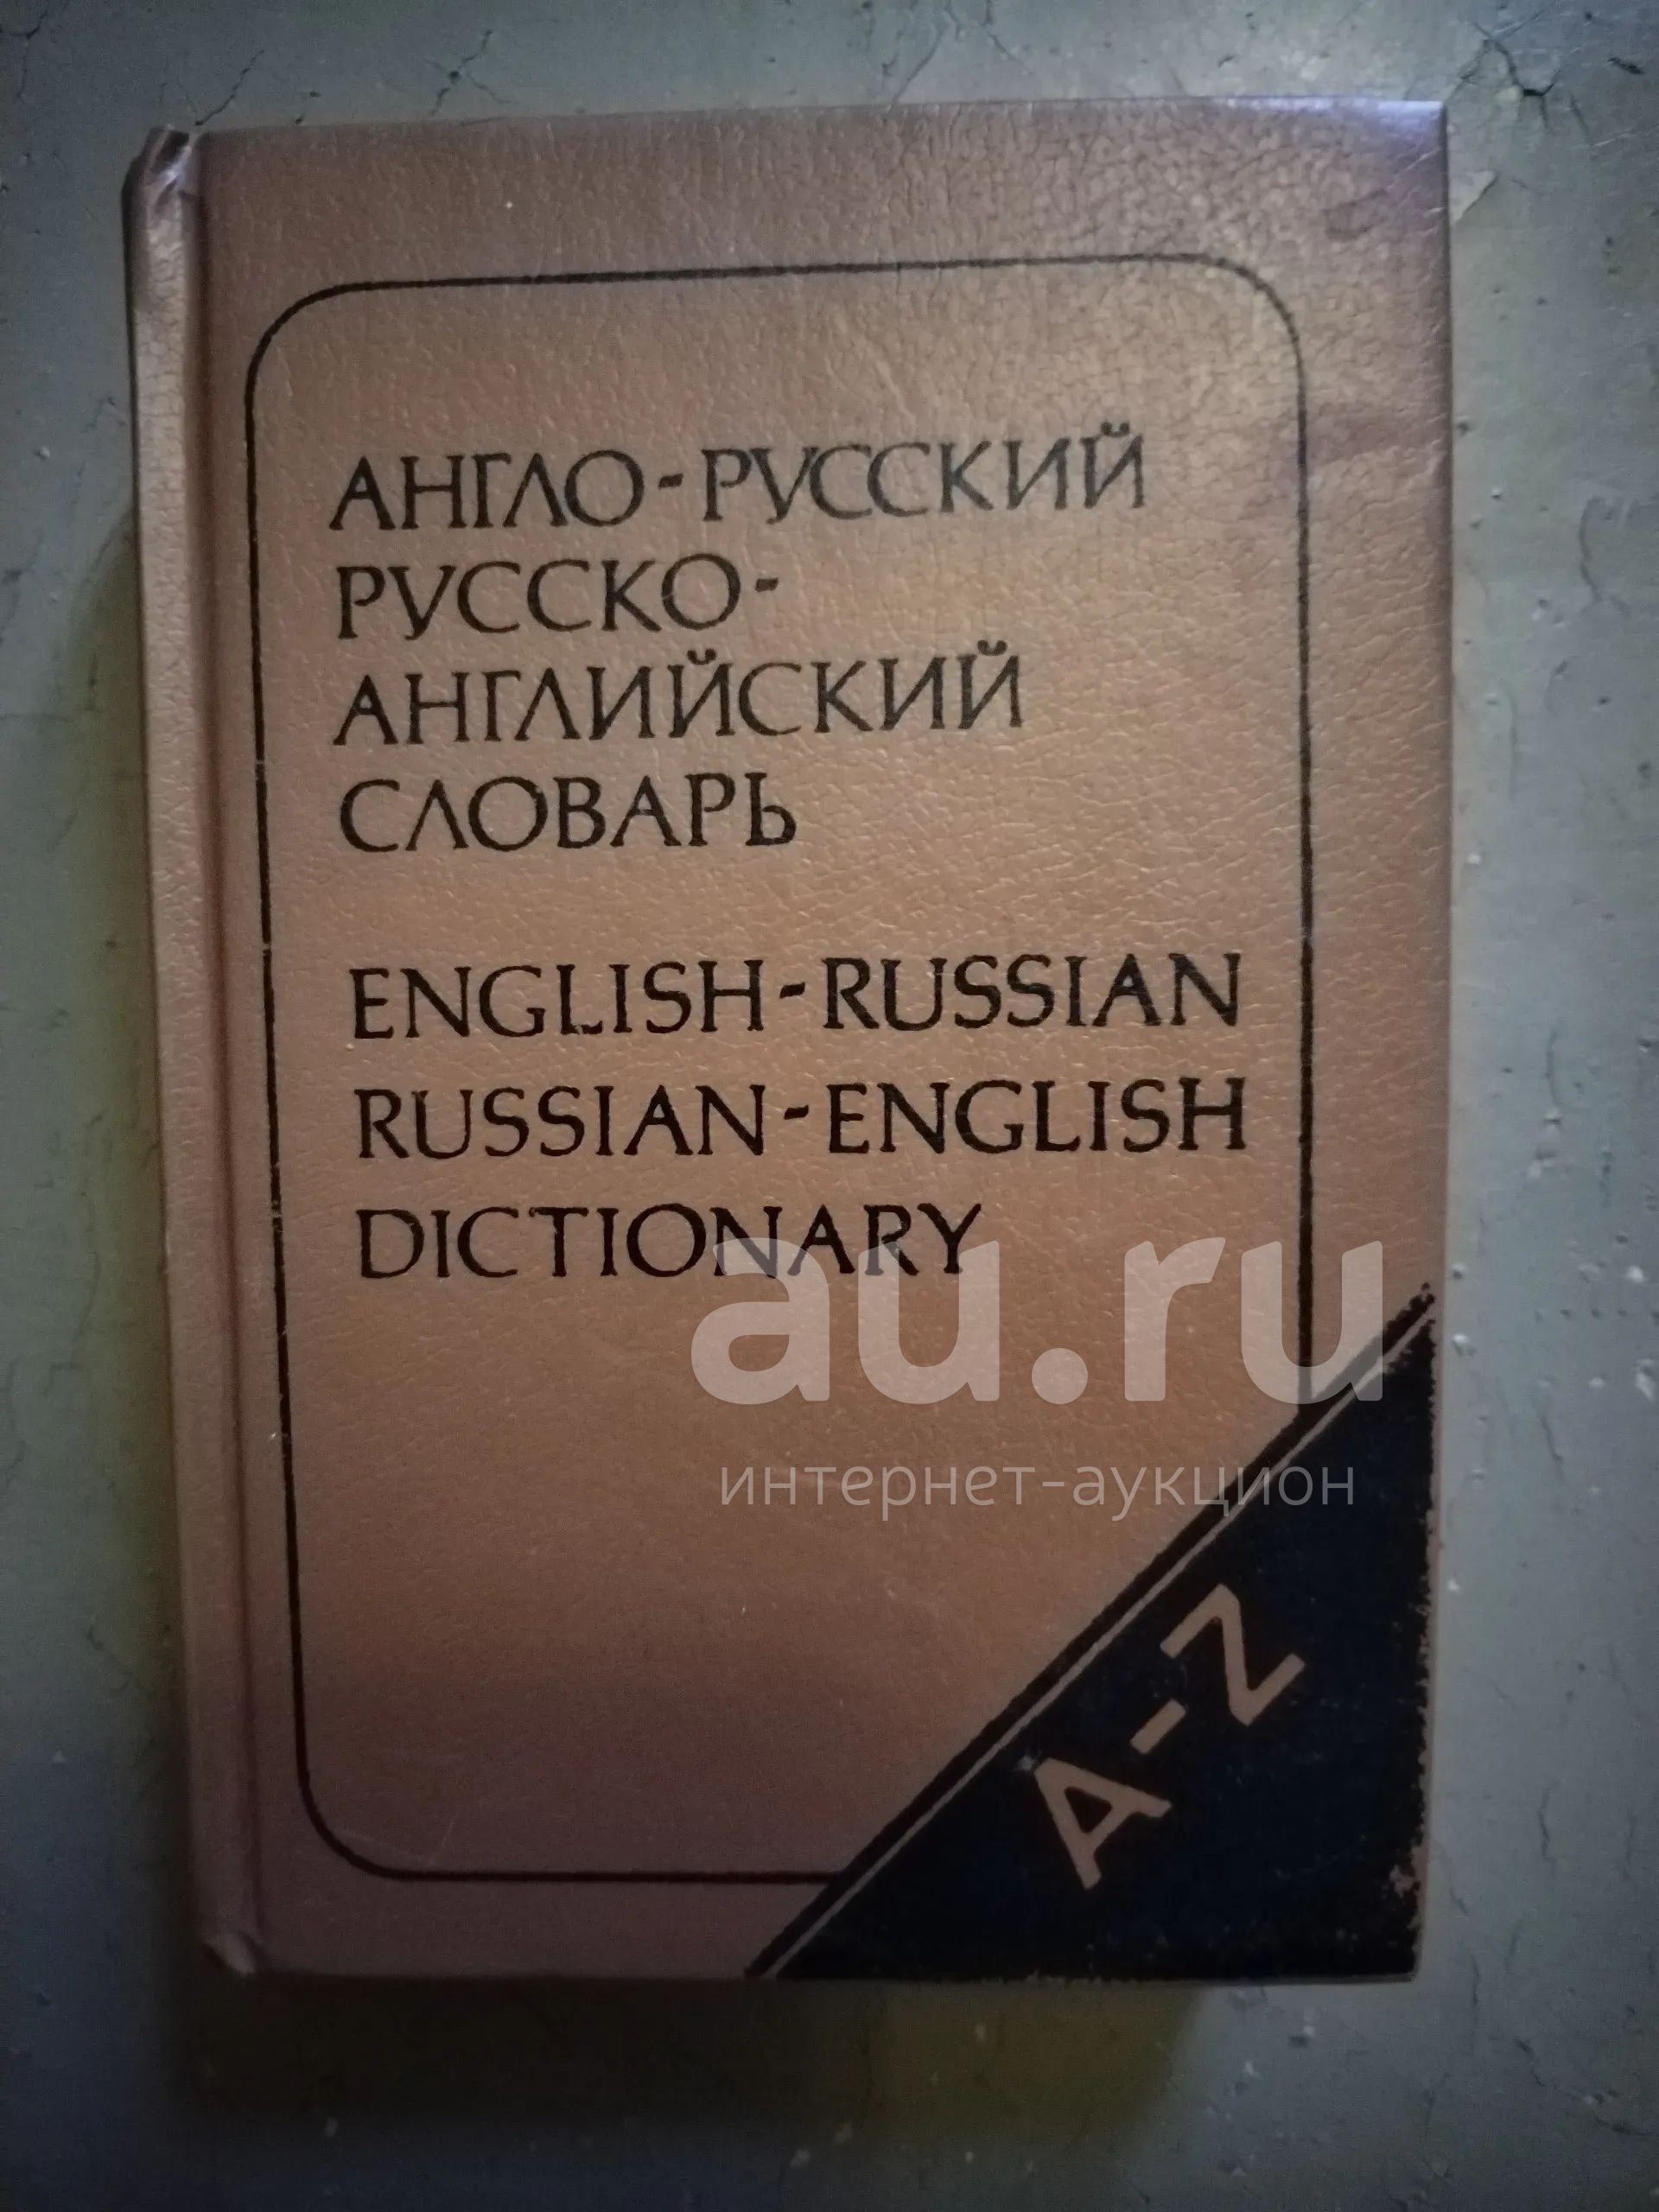 АНГЛО-РУССКИЙ
РУССКО-
АНГЛИЙСКИЙ
СЛОВАРЬ
ENGLISH-RUSSIAN
RUSSIAN-ENGLISH
DICTIONARY
au.ru
интернет-аукцион
A-Z